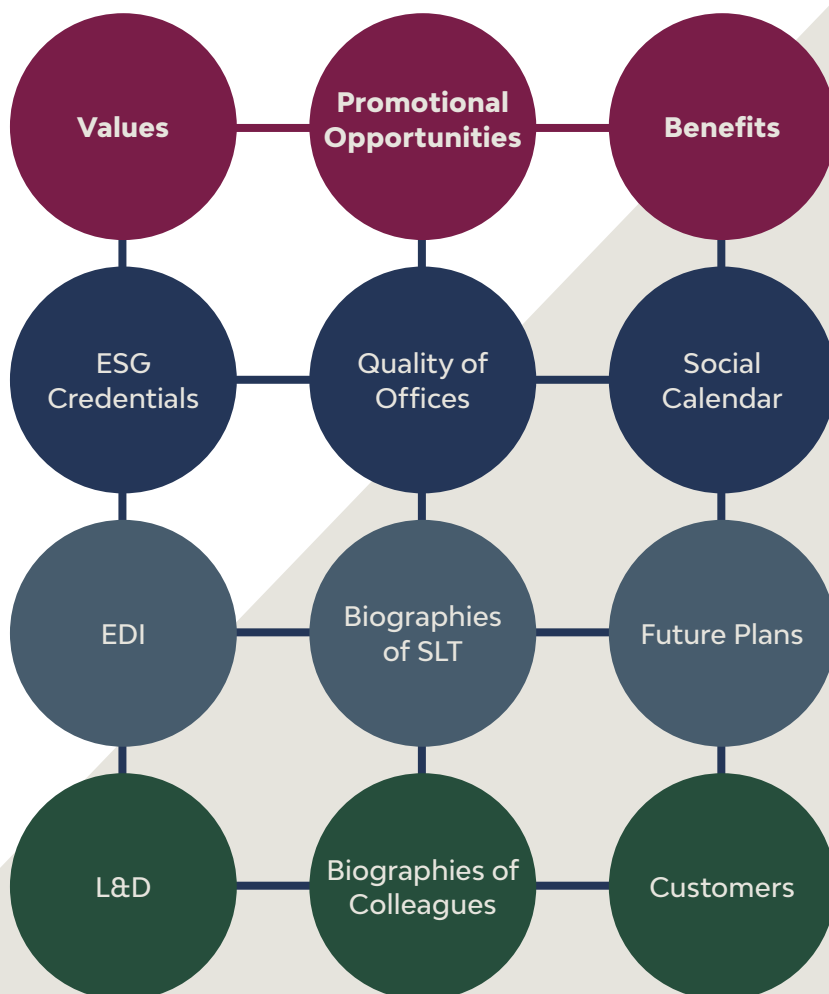 Values
Promotional
Opportunities
Benefits
ESG
Credentials
Quality of
Offices
Social
Calendar
EDI
Biographies
of SLT
Future Plans
L&D
Biographies of
Colleagues
Customers